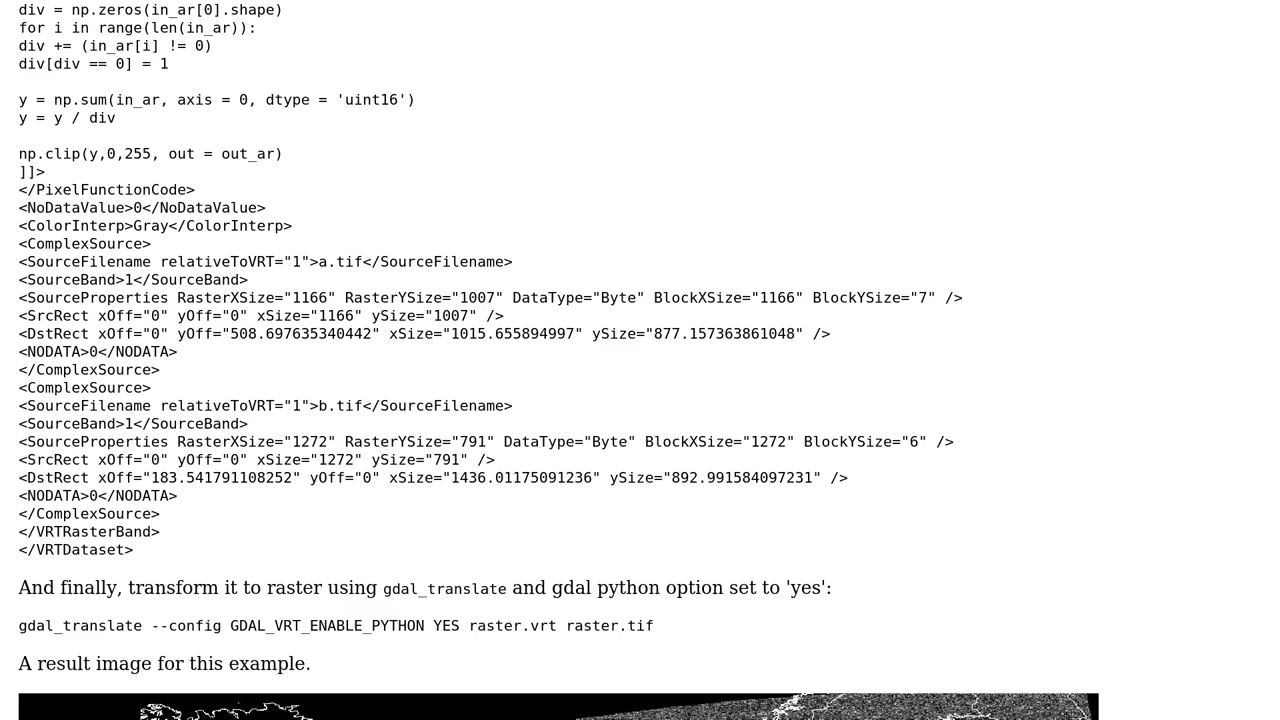 div = np.zeros(in_ar[0].shape)
for i in range(len(in_ar)):
div += (in_ar[i] != 0)
div[div == 0] = 1

y = np.sum(in_ar, axis = 0, dtype = 'uint16')
y = y / div

np.clip(y,0,255, out = out_ar)
]]>
</PixelFunctionCode>
<NoDataValue>0</NoDataValue>
<ColorInterp>Gray</ColorInterp>
<ComplexSource>
<SourceFilename relativeToVRT="1">a.tif</SourceFilename>
<SourceBand>1</SourceBand>
<SourceProperties RasterXSize="1166" RasterYSize="1007" DataType="Byte" BlockXSize="1166" BlockYSize="7" />
<SrcRect xOff="0" yOff="0" xSize="1166" ySize="1007" />
<DstRect xOff="0" yOff="508.697635340442" xSize="1015.655894997" ySize="877.157363861048" />
<NODATA>0</NODATA>
</ComplexSource>
<ComplexSource>
<SourceFilename relativeToVRT="1">b.tif</SourceFilename>
<SourceBand>1</SourceBand>
<SourceProperties RasterXSize="1272" RasterYSize="791" DataType="Byte" BlockXSize="1272" BlockYSize="6" />
<SrcRect xOff="0" yOff="0" xSize="1272" ySize="791" />
<DstRect xOff="183.541791108252" yOff="0" xSize="1436.01175091236" ySize="892.991584097231" />
<NODATA>0</NODATA>
</ComplexSource>
</VRTRasterBand>
</VRTDataset>
And finally, transform it to raster using gdal_translate and gdal python option set to 'yes':
gdal_translate --config GDAL_VRT_ENABLE_PYTHON YES raster.vrt raster.tif
A result image for this example.